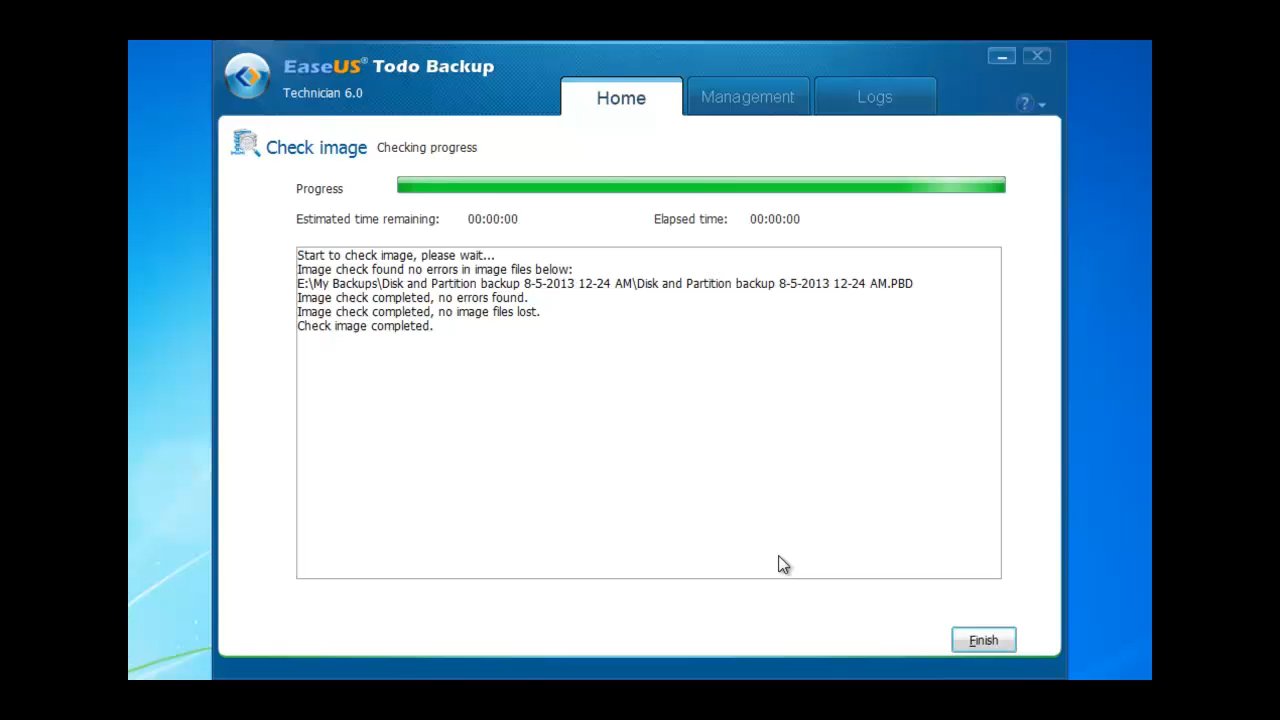 EaseUS® Todo Backup
Technician 6.0
Home
Management
Logs
?
Check image
Checking progress
Progress
Estimated time remaining: 00:00:00
Elapsed time: 00:00:00
Start to check image, please wait...
Image check found no errors in image files below:
E:\My Backups\Disk and Partition backup 8-5-2013 12-24 AM\Disk and Partition backup 8-5-2013 12-24 AM.PBD
Image check completed, no errors found.
Image check completed, no image files lost.
Check image completed.
Finish